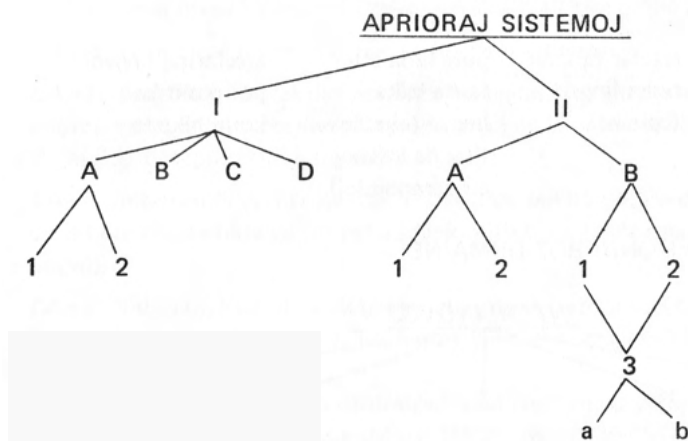 APRIORAJ SISTEMOJ
I II
A B C D A B
1 2 1 2 1 2
3
a b